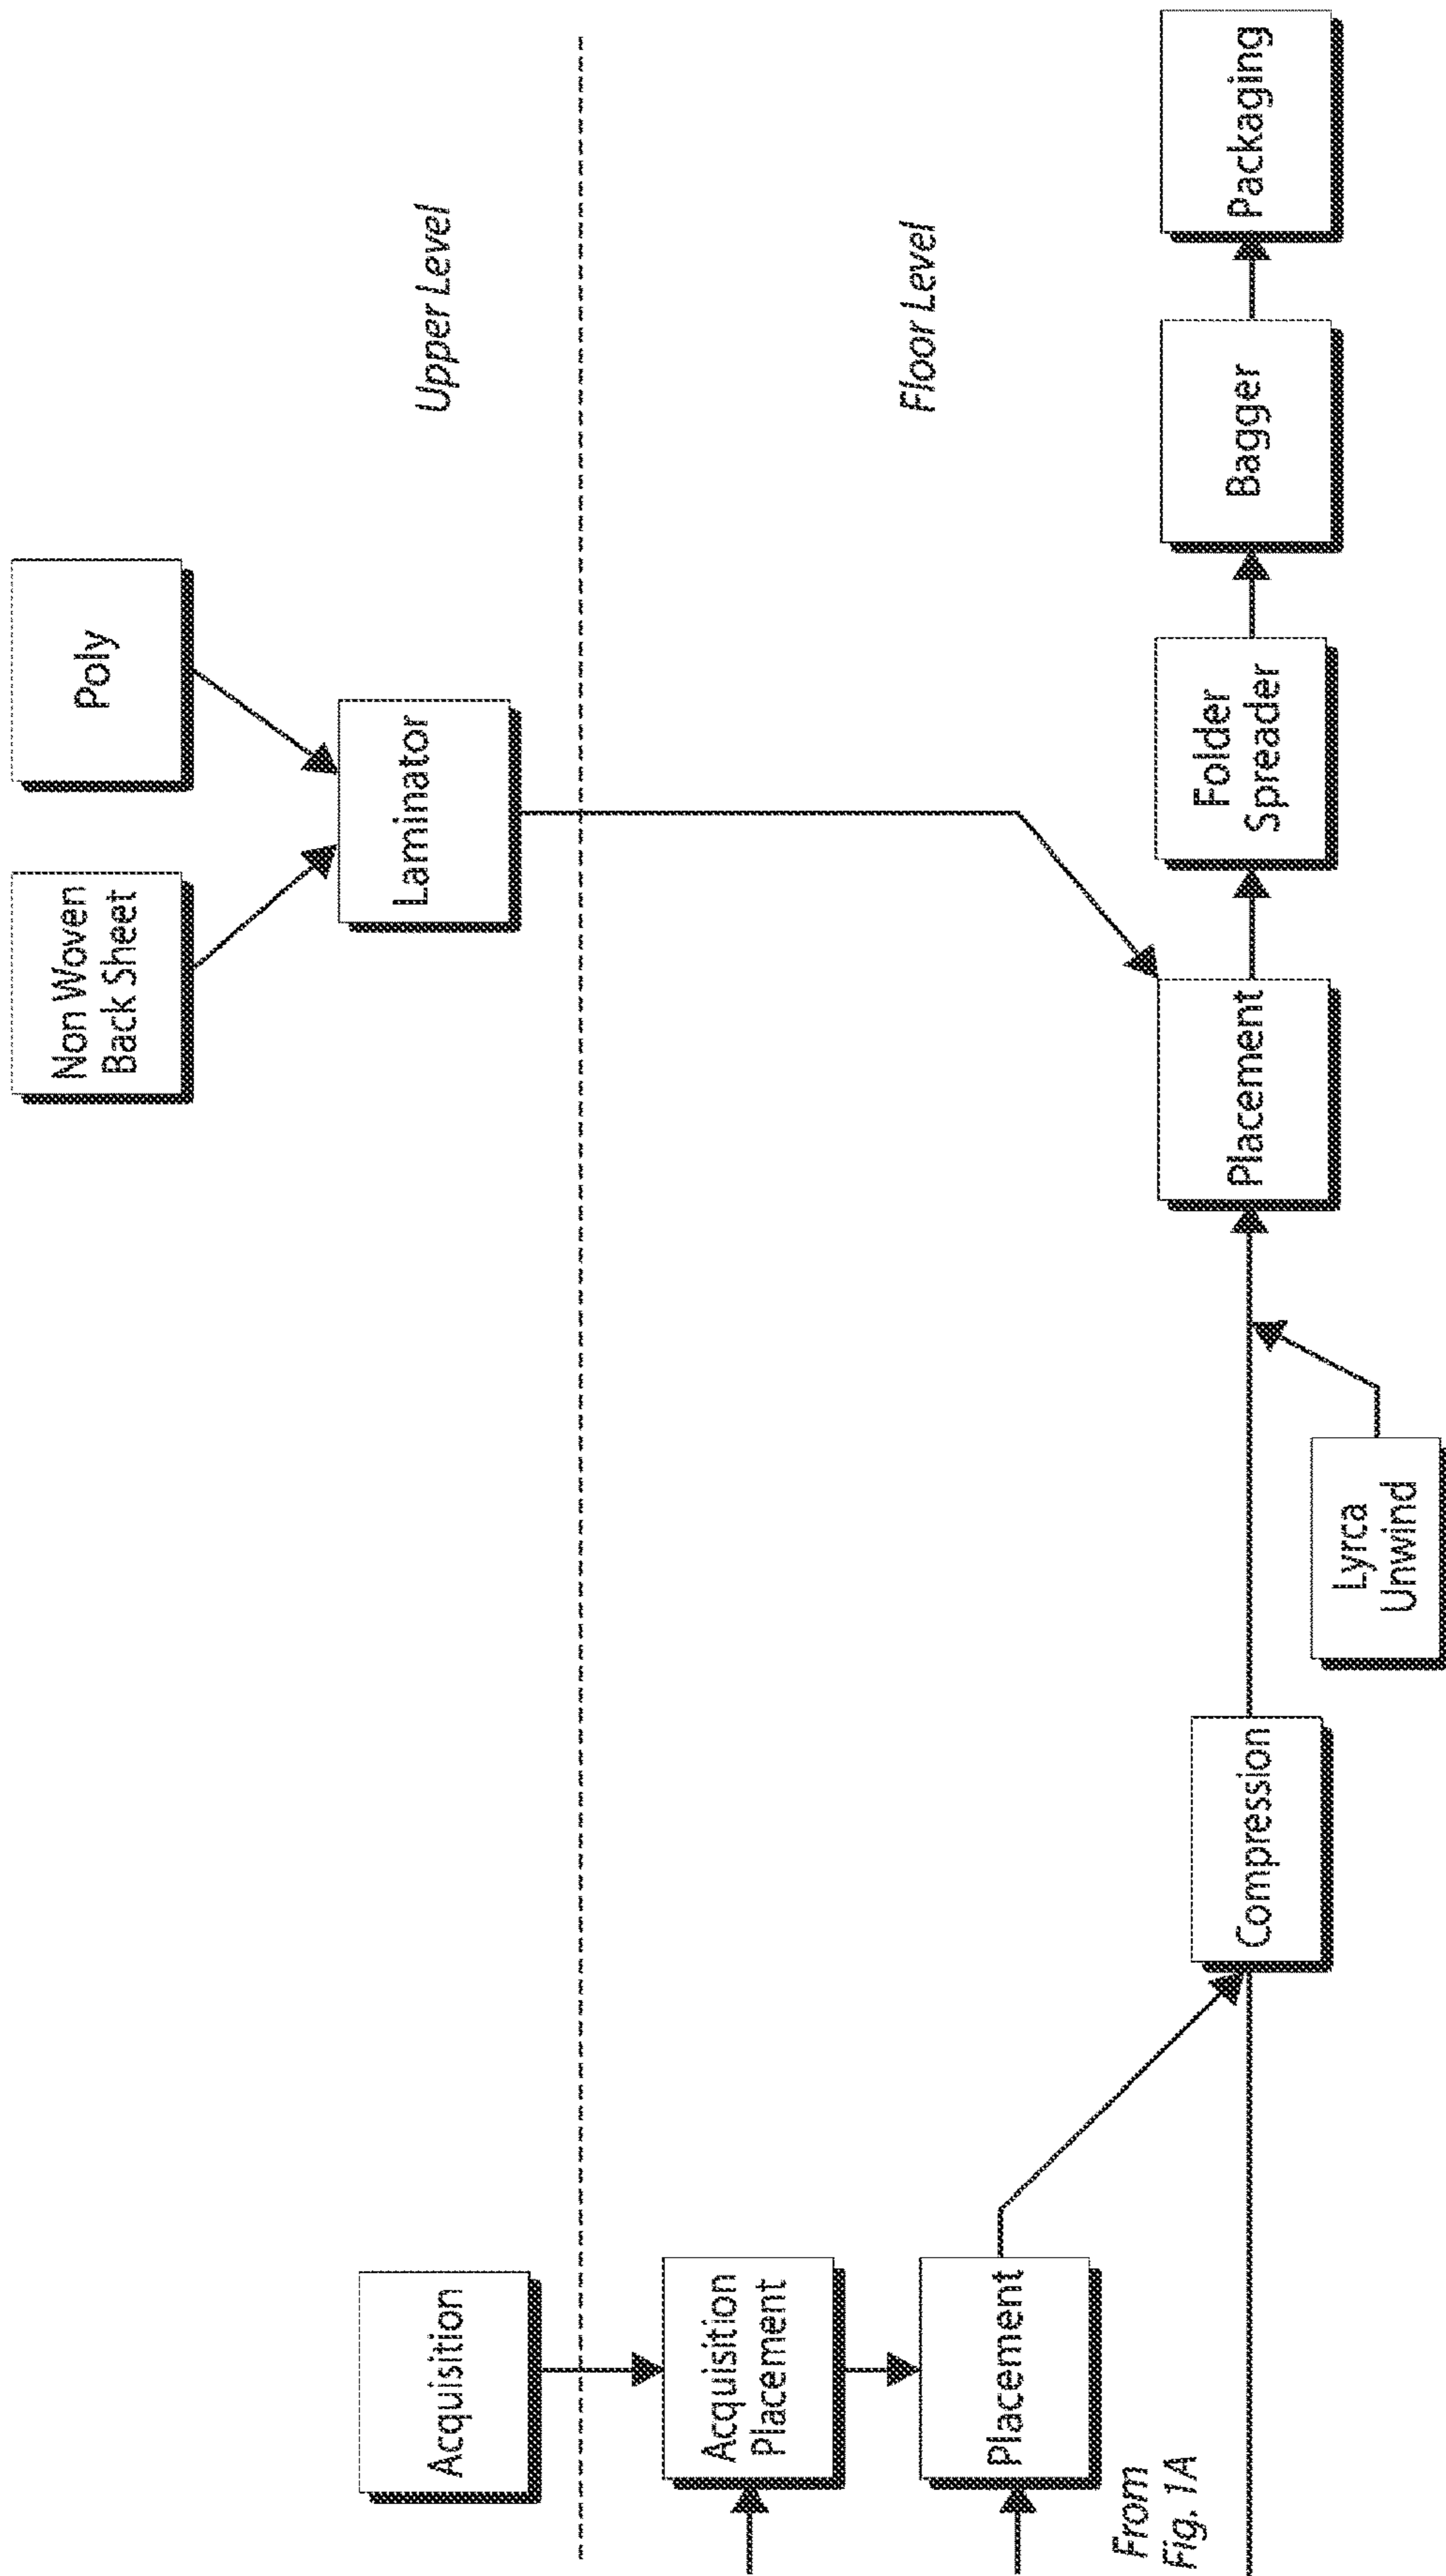 Non Woven
Back Sheet
Poly
Acquisition
Laminator
Upper Level
Acquisition
Placement
Floor Level
Placement
From
Fig. 1A
Compression
Placement
Folder
Spreader
Bagger
Packaging
Lyrca
Unwind